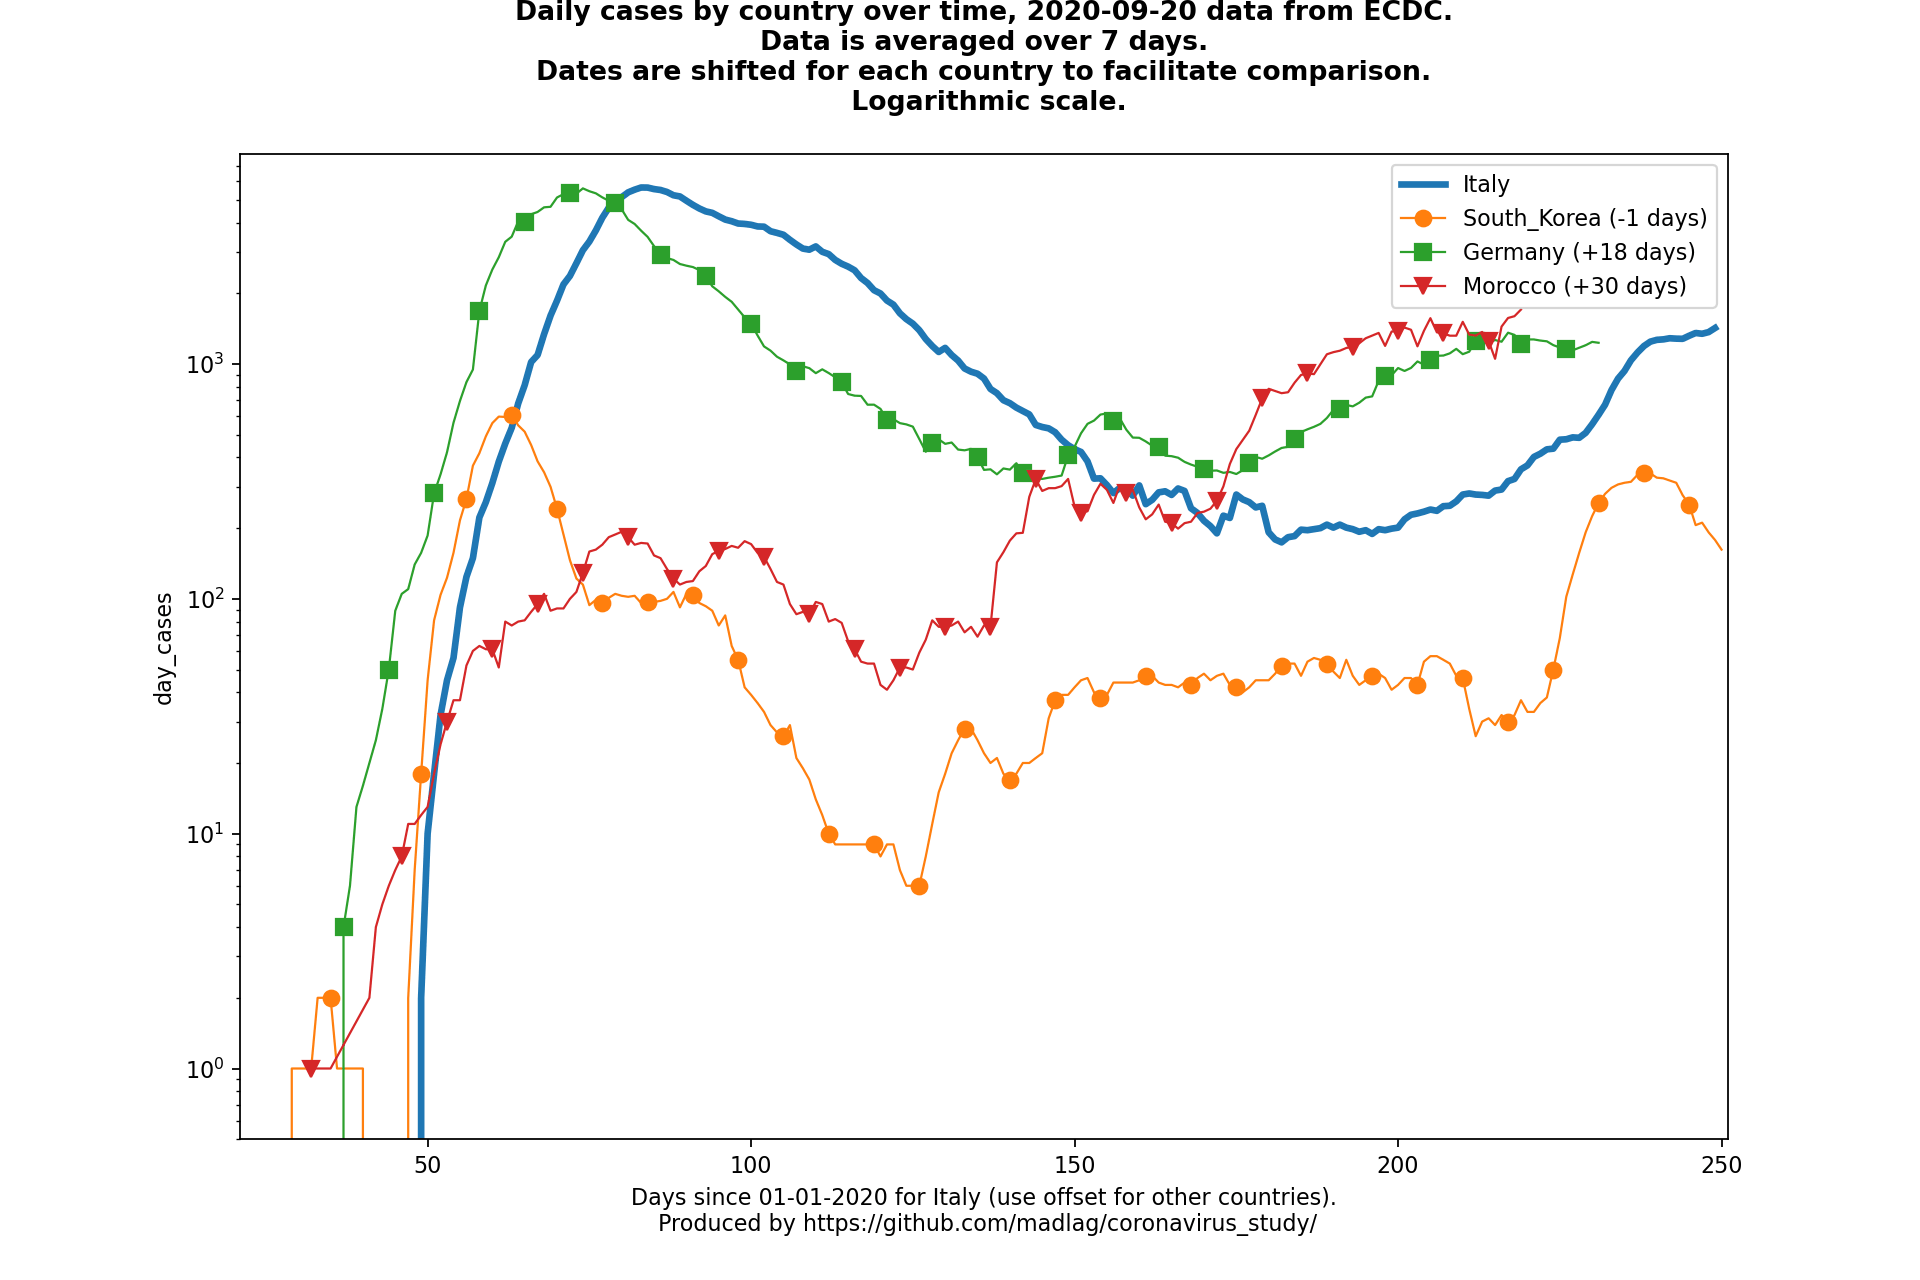 Daily cases by country over time, 2020-09-20 data from ECDC.
Data is averaged over 7 days.
Dates are shifted for each country to facilitate comparison.
Logarithmic scale.
Italy
South_Korea (-1 days)
Germany (+18 days)
Morocco (+30 days)
day_cases
10³
10²
10¹
10⁰
50
100
150
200
250
Days since 01-01-2020 for Italy (use offset for other countries).
Produced by https://github.com/madlag/coronavirus_study/